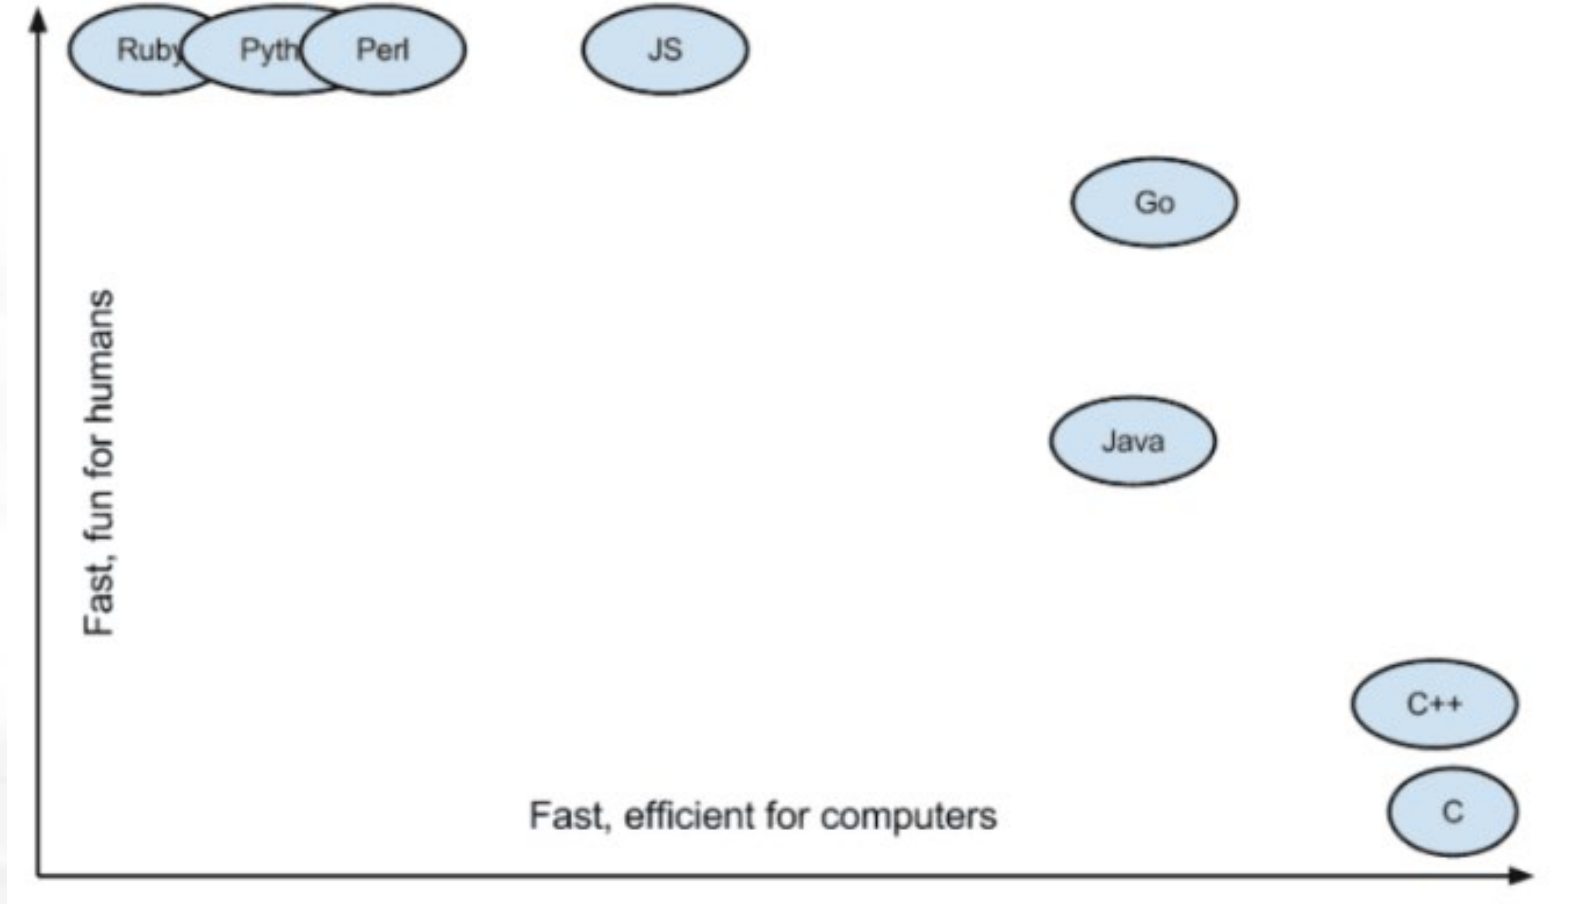 Ruby
Pyth
Perl
JS
Go
Fast, fun for humans
Java
C++
Fast, efficient for computers
C